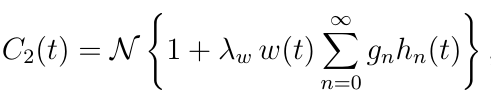 $C_2(t) = \mathcal{N} \left\{ 1 + \lambda_w \, w(t) \sum_{n=0}^{\infty} g_n h_n(t) \right\}.$